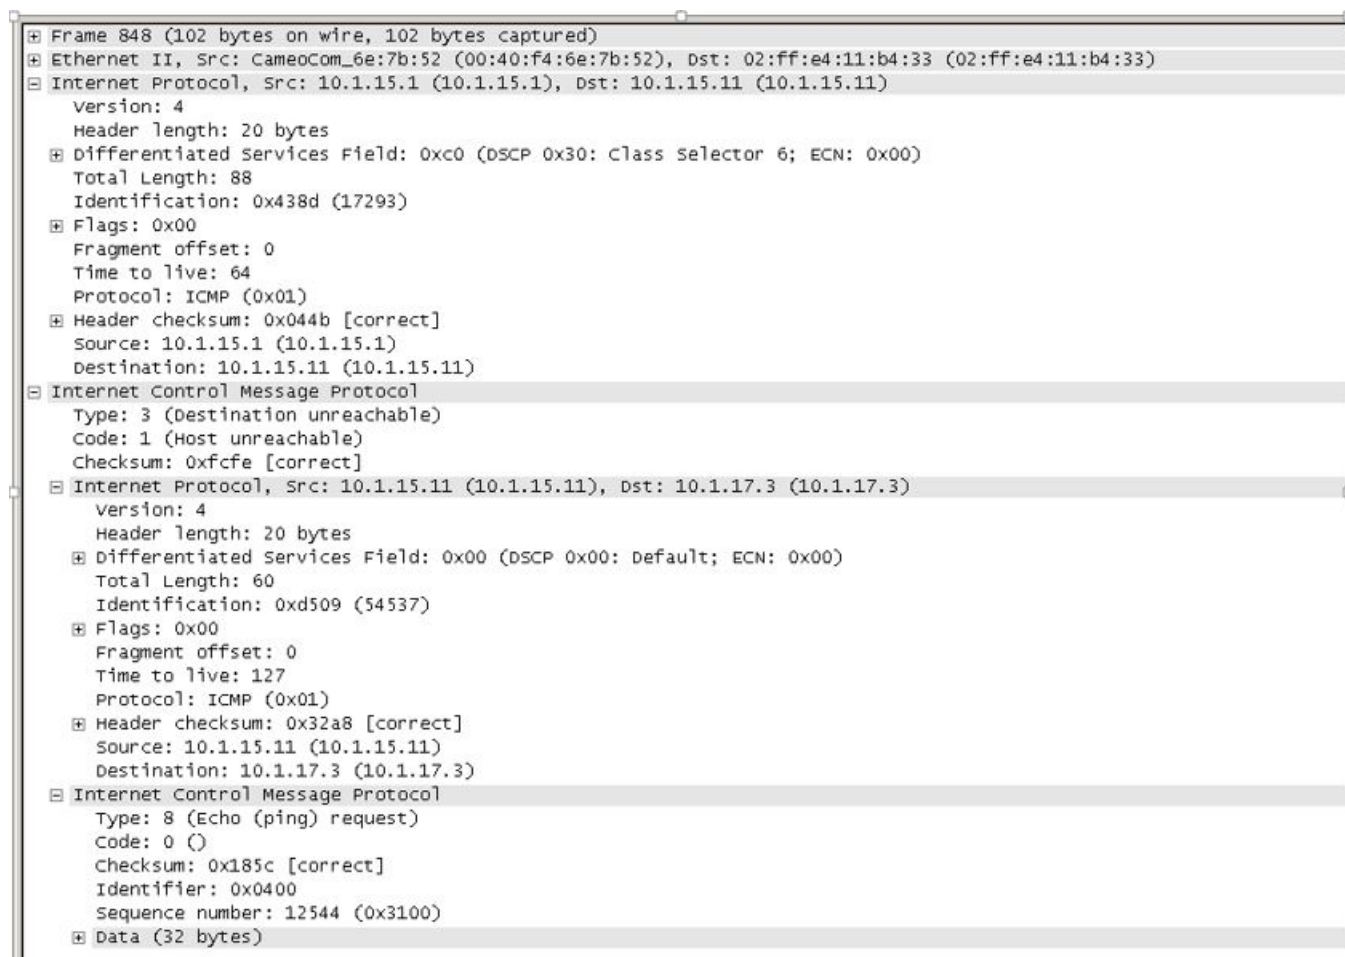 Frame 848 (102 bytes on wire, 102 bytes captured)
Ethernet II, Src: CameoCom_6e:7b:52 (00:40:f4:6e:7b:52), Dst: 02:ff:e4:11:b4:33 (02:ff:e4:11:b4:33)
Internet Protocol, Src: 10.1.15.1 (10.1.15.1), Dst: 10.1.15.11 (10.1.15.11)
Version: 4
Header length: 20 bytes
Differentiated Services Field: 0xc0 (DSCP 0x30: Class Selector 6; ECN: 0x00)
Total Length: 88
Identification: 0x438d (17293)
Flags: 0x00
Fragment offset: 0
Time to live: 64
Protocol: ICMP (0x01)
Header checksum: 0x044b [correct]
Source: 10.1.15.1 (10.1.15.1)
Destination: 10.1.15.11 (10.1.15.11)
Internet Control Message Protocol
Type: 3 (Destination unreachable)
Code: 1 (Host unreachable)
Checksum: 0xfcfe [correct]
Internet Protocol, Src: 10.1.15.11 (10.1.15.11), Dst: 10.1.17.3 (10.1.17.3)
Version: 4
Header length: 20 bytes
Differentiated Services Field: 0x00 (DSCP 0x00: Default; ECN: 0x00)
Total Length: 60
Identification: 0xd509 (54537)
Flags: 0x00
Fragment offset: 0
Time to live: 127
Protocol: ICMP (0x01)
Header checksum: 0x32a8 [correct]
Source: 10.1.15.11 (10.1.15.11)
Destination: 10.1.17.3 (10.1.17.3)
Internet Control Message Protocol
Type: 8 (Echo (ping) request)
Code: 0 ()
Checksum: 0x185c [correct]
Identifier: 0x0400
Sequence number: 12544 (0x3100)
Data (32 bytes)